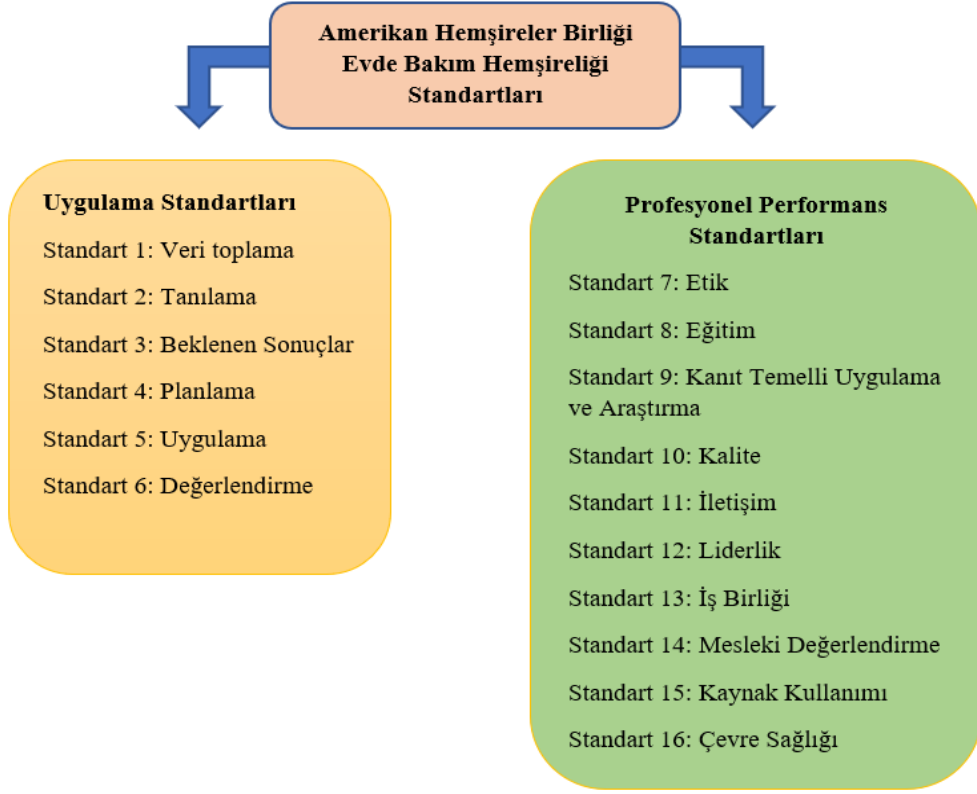 Amerikan Hemşireler Birliği
Evde Bakım Hemşireliği
Standartları
Uygulama Standartları
Standart 1: Veri toplama
Standart 2: Tanılama
Standart 3: Beklenen Sonuçlar
Standart 4: Planlama
Standart 5: Uygulama
Standart 6: Değerlendirme
Profesyonel Performans
Standartları
Standart 7: Etik
Standart 8: Eğitim
Standart 9: Kanıt Temelli Uygulama
ve Araştırma
Standart 10: Kalite
Standart 11: İletişim
Standart 12: Liderlik
Standart 13: İş Birliği
Standart 14: Mesleki Değerlendirme
Standart 15: Kaynak Kullanımı
Standart 16: Çevre Sağlığı